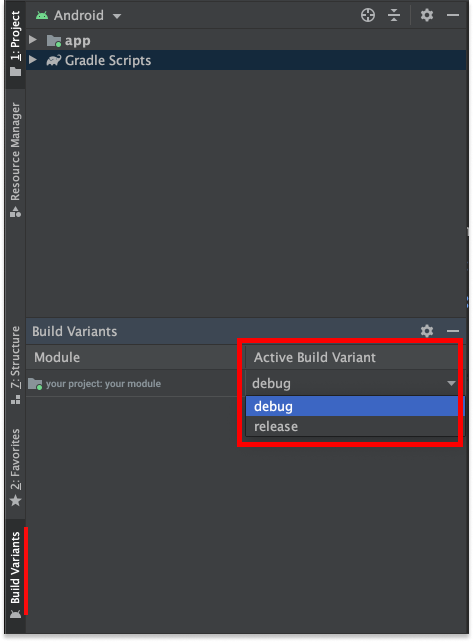 1: Project
Android
app
Gradle Scripts
Resource Manager
Build Variants
Module
Active Build Variant
your project: your module
debug
debug
release
Z: Structure
2: Favorites
Build Variants